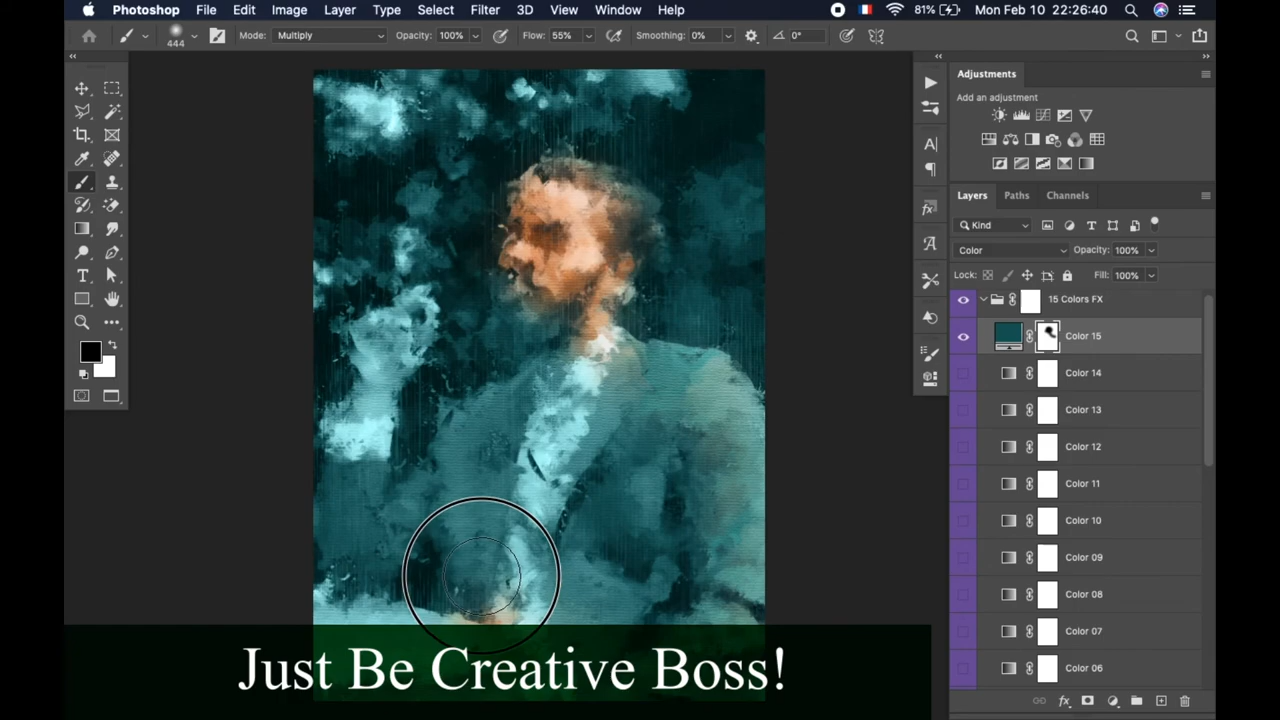 Photoshop File Edit Image Layer Type Select Filter 3D View Window Help 81% Mon Feb 10 22:26:40
444 Mode: Multiply Opacity: 100% Flow: 55% Smoothing: 0% 0°
Adjustments
Add an adjustment
Layers Paths Channels
Kind
Color Opacity: 100%
Lock: Fill: 100%
15 Colors FX
Color 15
Color 14
Color 13
Color 12
Color 11
Color 10
Color 09
Color 08
Color 07
Color 06
Just Be Creative Boss!